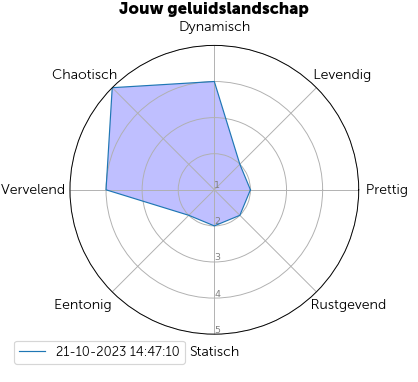 Jouw geluidslandschap
Dynamisch
Chaotisch
Levendig
Vervelend
1
Prettig
2
3
Eentonig
4
Rustgevend
5
21-10-2023 14:47:10
Statisch